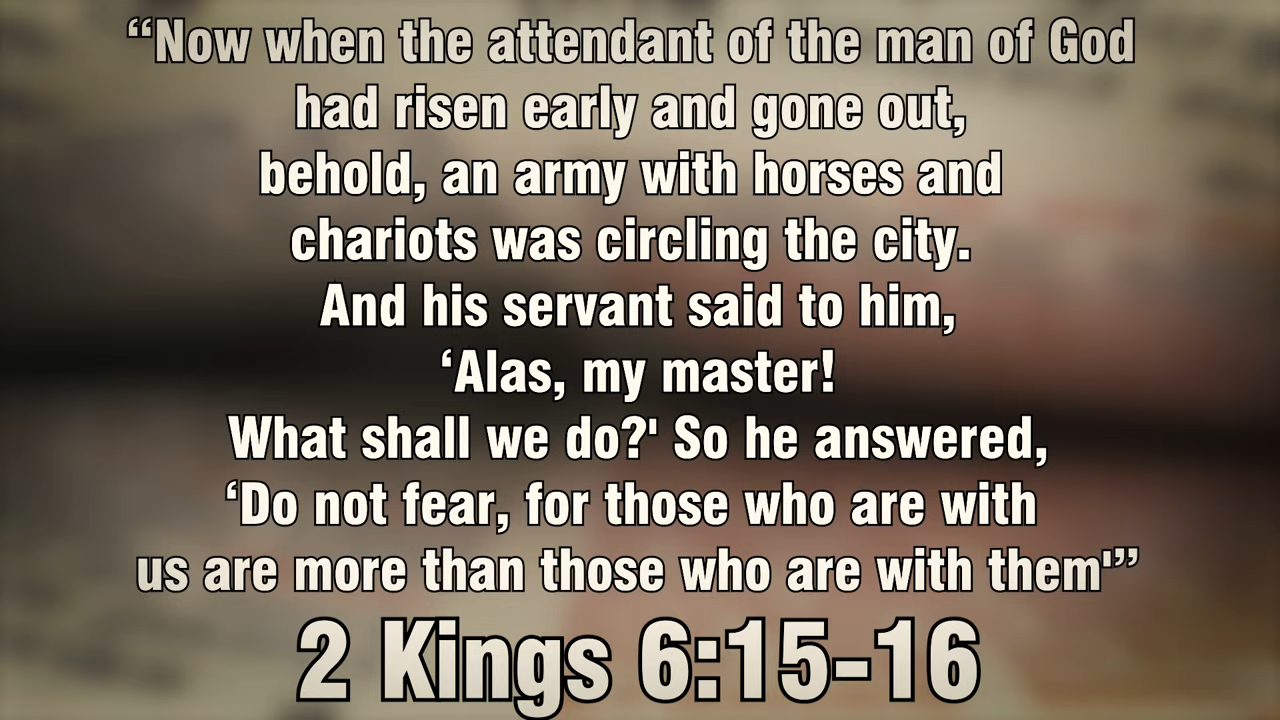 “Now when the attendant of the man of God
had risen early and gone out,
behold, an army with horses and
chariots was circling the city.
And his servant said to him,
‘Alas, my master!
What shall we do?' So he answered,
‘Do not fear, for those who are with
us are more than those who are with them'”
2 Kings 6:15-16